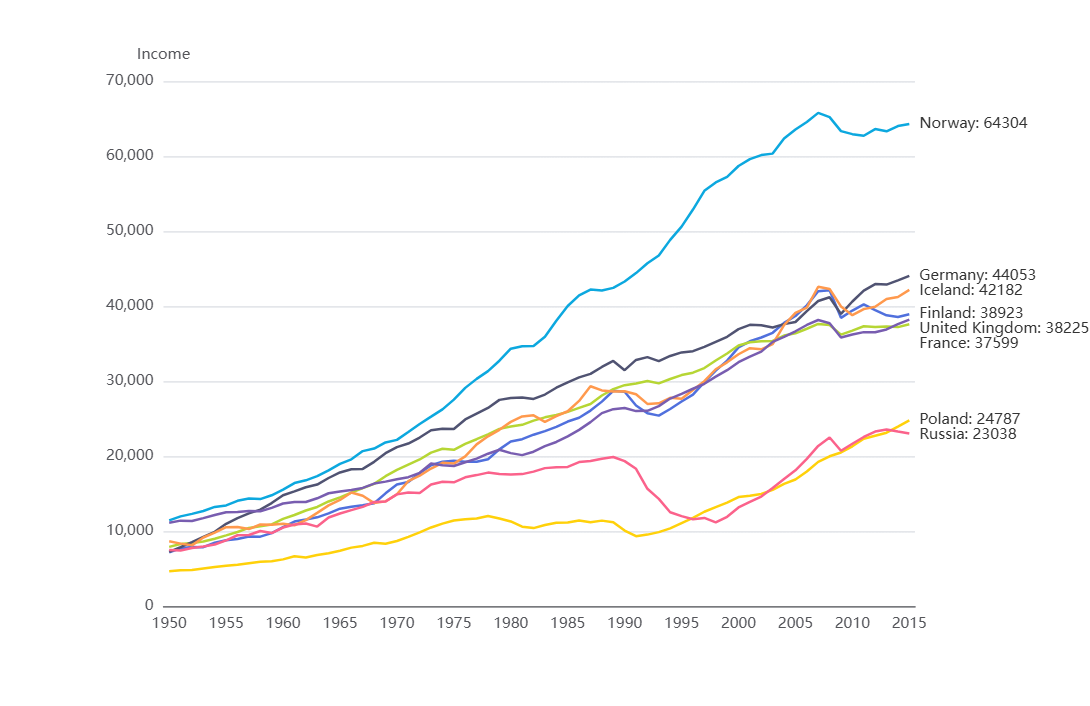 Income
70,000
60,000
50,000
40,000
30,000
20,000
10,000
0
1950 1955 1960 1965 1970 1975 1980 1985 1990 1995 2000 2005 2010 2015
Norway: 64304
Germany: 44053
Iceland: 42182
Finland: 38923
United Kingdom: 38225
France: 37599
Poland: 24787
Russia: 23038